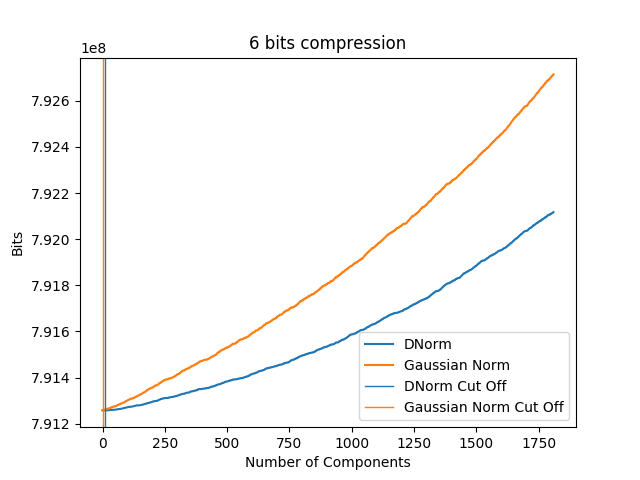 6 bits compression
1e8
7.926
7.924
7.922
7.920
7.918
7.916
7.914
7.912
Bits
0 250 500 750 1000 1250 1500 1750
Number of Components
DNorm
Gaussian Norm
DNorm Cut Off
Gaussian Norm Cut Off